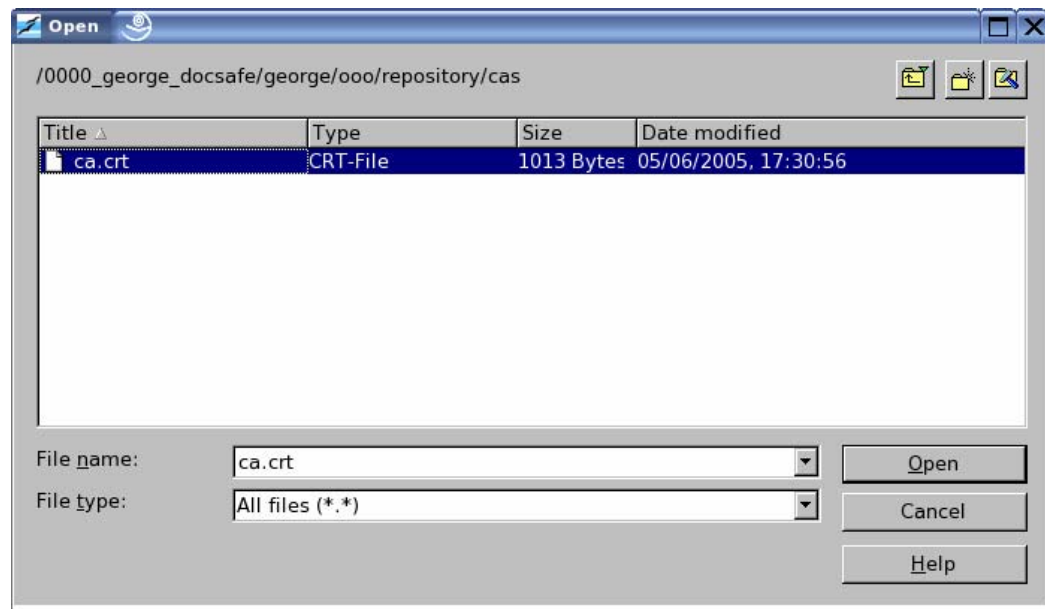 Open
/0000_george_docsafe/george/ooo/repository/cas
Title Type Size Date modified
ca.crt CRT-File 1013 Bytes 05/06/2005, 17:30:56
File name: ca.crt Open
File type: All files (*.*) Cancel
Help